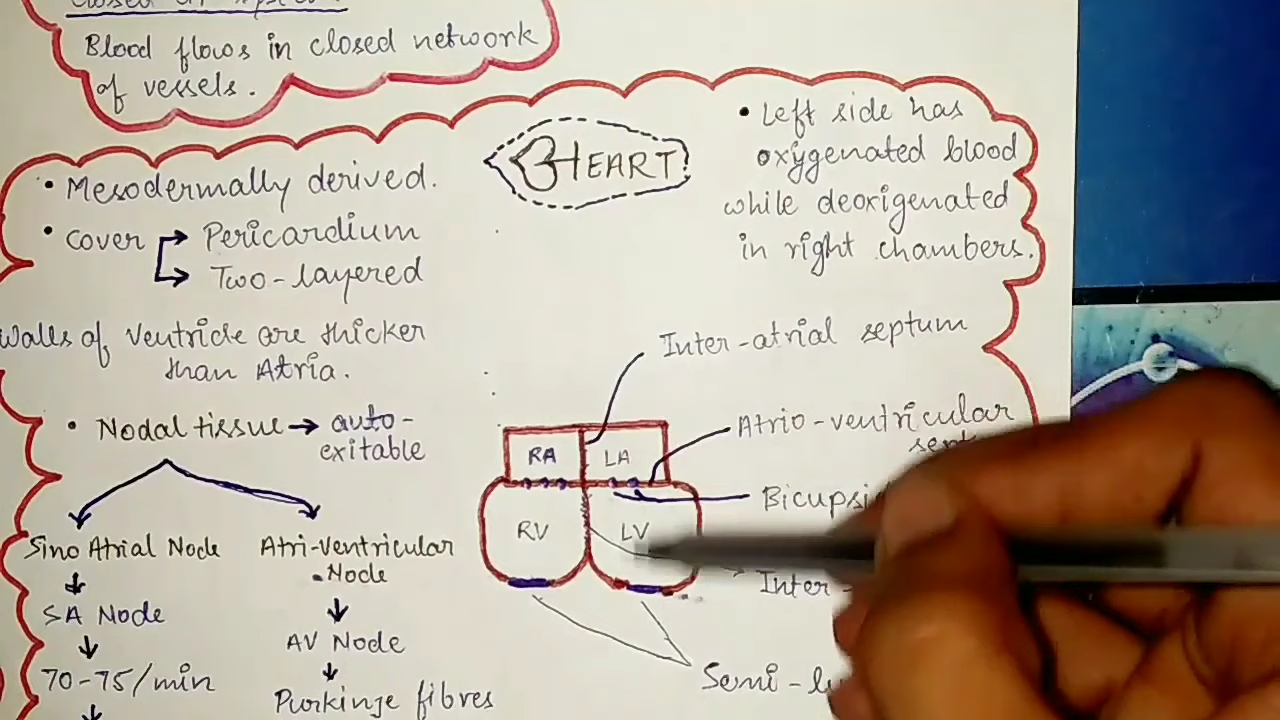 Blood flows in closed network
of vessels.
HEART
• Mesodermally derived.
• Cover → Pericardium
→ Two-layered
Walls of Ventricle are thicker
than Atria.
• Nodal tissue → auto-
exitable
Sino Atrial Node
SA Node
70-75/min
Atri-ventricular
Node
AV Node
Purkinje fibres
• Left side has
oxygenated blood
while deoxigenated
in right chambers.
Inter-atrial septum
Atrio-ventricular
RA LA
RV LV
Inter-
Semi-